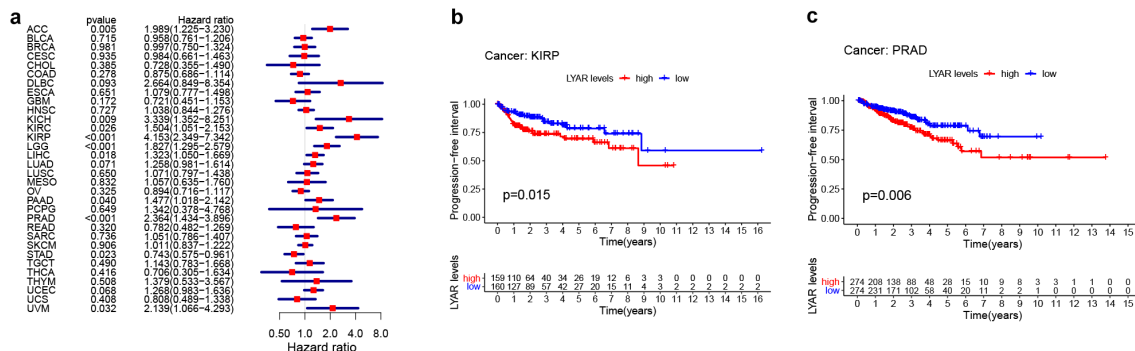 a
pvalue Hazard ratio
ACC 0.005 1.989(1.225−3.230)
BLCA 0.715 0.958(0.761−1.206)
BRCA 0.981 0.997(0.750−1.324)
CESC 0.935 0.984(0.661−1.463)
CHOL 0.385 0.728(0.355−1.490)
COAD 0.278 0.875(0.686−1.114)
DLBC 0.093 2.664(0.849−8.354)
ESCA 0.651 1.079(0.777−1.498)
GBM 0.172 0.721(0.451−1.153)
HNSC 0.727 1.038(0.844−1.276)
KICH 0.009 3.339(1.352−8.251)
KIRC 0.026 1.504(1.051−2.153)
KIRP <0.001 4.153(2.349−7.342)
LGG <0.001 1.827(1.295−2.579)
LIHC 0.018 1.323(1.050−1.669)
LUAD 0.071 1.258(0.981−1.614)
LUSC 0.650 1.071(0.797−1.438)
MESO 0.832 1.057(0.635−1.760)
OV 0.325 0.894(0.716−1.117)
PAAD 0.040 1.477(1.018−2.142)
PCPG 0.649 1.342(0.378−4.768)
PRAD <0.001 2.364(1.434−3.896)
READ 0.320 0.782(0.482−1.269)
SARC 0.736 1.051(0.786−1.407)
SKCM 0.906 1.011(0.837−1.222)
STAD 0.023 0.743(0.575−0.961)
TGCT 0.490 1.143(0.783−1.668)
THCA 0.416 0.706(0.305−1.634)
THYM 0.508 1.379(0.533−3.567)
UCEC 0.068 1.268(0.983−1.636)
UCS 0.408 0.808(0.489−1.338)
UVM 0.032 2.139(1.066−4.293)
0.50 1.0 2.0 4.0 8.0
Hazard ratio
b
Cancer: KIRP
LYAR levels high low
Progression−free interval
1.00
0.75
0.50
0.25
0.00
p=0.015
0 1 2 3 4 5 6 7 8 9 10 11 12 13 14 15 16
Time(years)
LYAR levels
high 159 110 64 40 34 26 19 12 6 3 3 0 0 0 0 0 0
low 160 127 89 57 42 27 20 15 11 4 3 2 2 2 2 2 2
0 1 2 3 4 5 6 7 8 9 10 11 12 13 14 15 16
Time(years)
c
Cancer: PRAD
LYAR levels high low
Progression−free interval
1.00
0.75
0.50
0.25
0.00
p=0.006
0 1 2 3 4 5 6 7 8 9 10 11 12 13 14 15
Time(years)
LYAR levels
high 274 208 138 85 48 28 15 10 9 8 3 3 1 1 0 0
low 274 231 171 102 58 40 20 11 2 2 1 0 0 0 0 0
0 1 2 3 4 5 6 7 8 9 10 11 12 13 14 15
Time(years)